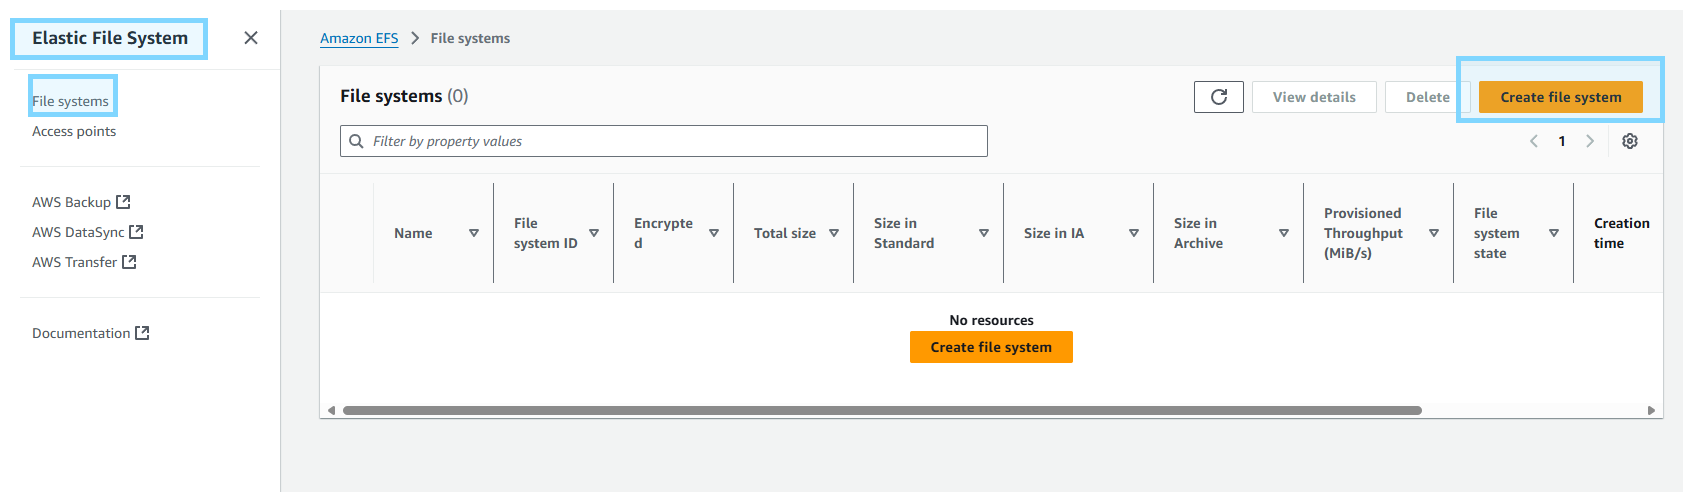 Elastic File System
File systems
Access points
AWS Backup
AWS DataSync
AWS Transfer
Documentation
Amazon EFS > File systems
File systems (0)
View details
Delete
Create file system
Filter by property values
1
Name
File
system ID
Encrypte
d
Total size
Size in
Standard
Size in IA
Size in
Archive
Provisioned
Throughput
(MiB/s)
File
system
state
Creation
time
No resources
Create file system